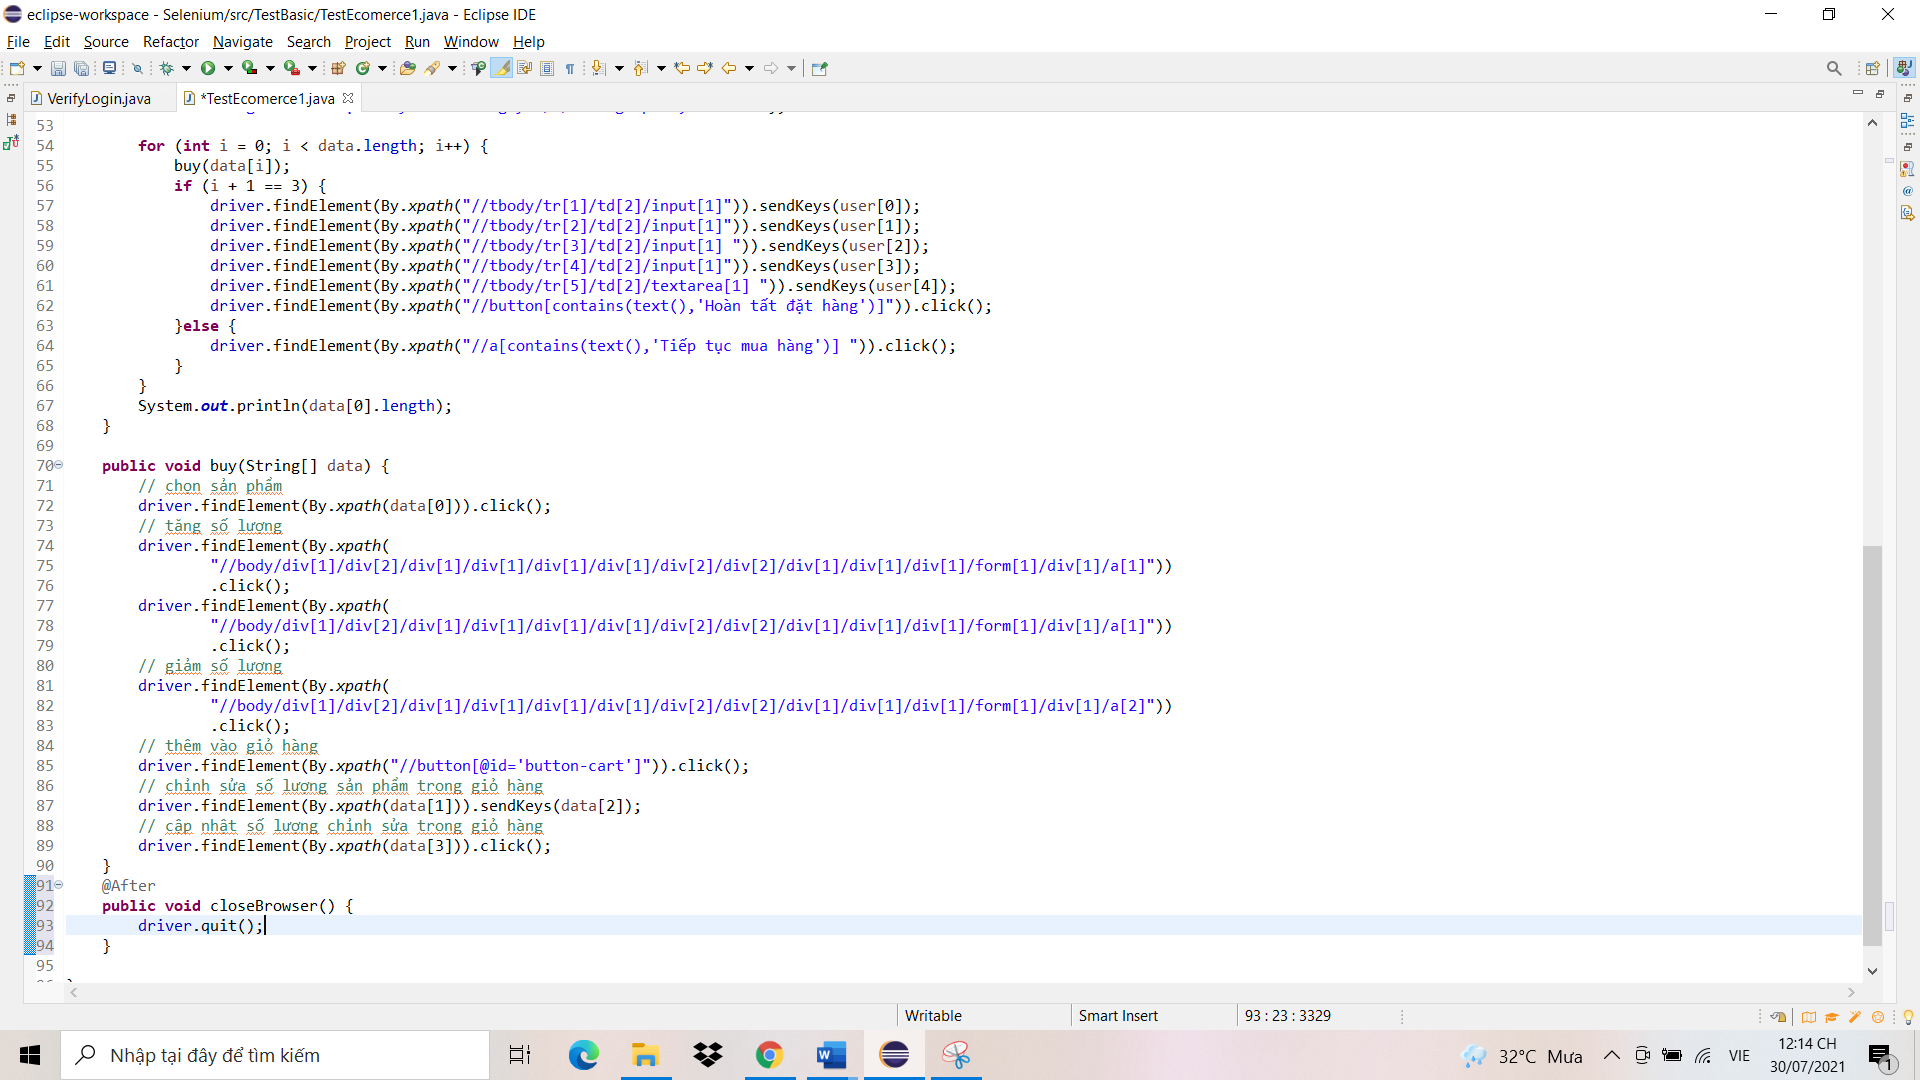 eclipse-workspace - Selenium/src/TestBasic/TestEcomerce1.java - Eclipse IDE
File Edit Source Refactor Navigate Search Project Run Window Help
VerifyLogin.java *TestEcomerce1.java
53
54 for (int i = 0; i < data.length; i++) {
55 buy(data[i]);
56 if (i + 1 == 3) {
57 driver.findElement(By.xpath("//tbody/tr[1]/td[2]/input[1]")).sendKeys(user[0]);
58 driver.findElement(By.xpath("//tbody/tr[2]/td[2]/input[1]")).sendKeys(user[1]);
59 driver.findElement(By.xpath("//tbody/tr[3]/td[2]/input[1] ")).sendKeys(user[2]);
60 driver.findElement(By.xpath("//tbody/tr[4]/td[2]/input[1]")).sendKeys(user[3]);
61 driver.findElement(By.xpath("//tbody/tr[5]/td[2]/textarea[1] ")).sendKeys(user[4]);
62 driver.findElement(By.xpath("//button[contains(text(),'Hoàn tất đặt hàng')]")).click();
63 }else {
64 driver.findElement(By.xpath("//a[contains(text(),'Tiếp tục mua hàng')] ")).click();
65 }
66 }
67 System.out.println(data[0].length);
68 }
69
70 public void buy(String[] data) {
71 // chọn sản phẩm
72 driver.findElement(By.xpath(data[0])).click();
73 // tăng số lượng
74 driver.findElement(By.xpath(
75 "//body/div[1]/div[2]/div[1]/div[1]/div[1]/div[1]/div[2]/div[2]/div[1]/div[1]/div[1]/form[1]/div[1]/a[1]"))
76 .click();
77 driver.findElement(By.xpath(
78 "//body/div[1]/div[2]/div[1]/div[1]/div[1]/div[1]/div[2]/div[2]/div[1]/div[1]/div[1]/form[1]/div[1]/a[1]"))
79 .click();
80 // giảm số lượng
81 driver.findElement(By.xpath(
82 "//body/div[1]/div[2]/div[1]/div[1]/div[1]/div[1]/div[2]/div[2]/div[1]/div[1]/div[1]/form[1]/div[1]/a[2]"))
83 .click();
84 // thêm vào giỏ hàng
85 driver.findElement(By.xpath("//button[@id='button-cart']")).click();
86 // chỉnh sửa số lượng sản phẩm trong giỏ hàng
87 driver.findElement(By.xpath(data[1])).sendKeys(data[2]);
88 // cập nhật số lượng chỉnh sửa trong giỏ hàng
89 driver.findElement(By.xpath(data[3])).click();
90 }
91 @After
92 public void closeBrowser() {
93 driver.quit();
94 }
95
Writable Smart Insert 93 : 23 : 3329
Nhập tại đây để tìm kiếm
32°C Mưa VIE 12:14 CH
30/07/2021
1